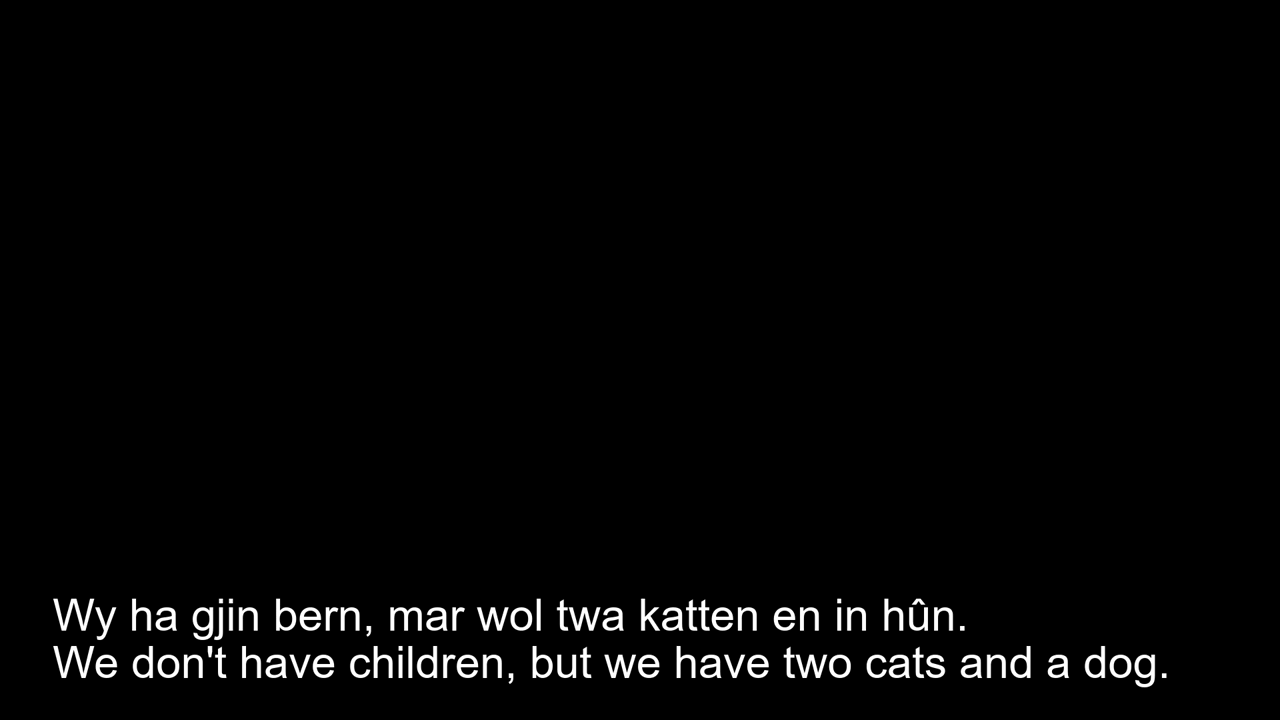 Wy ha gjin bern, mar wol twa katten en in hûn.
We don't have children, but we have two cats and a dog.